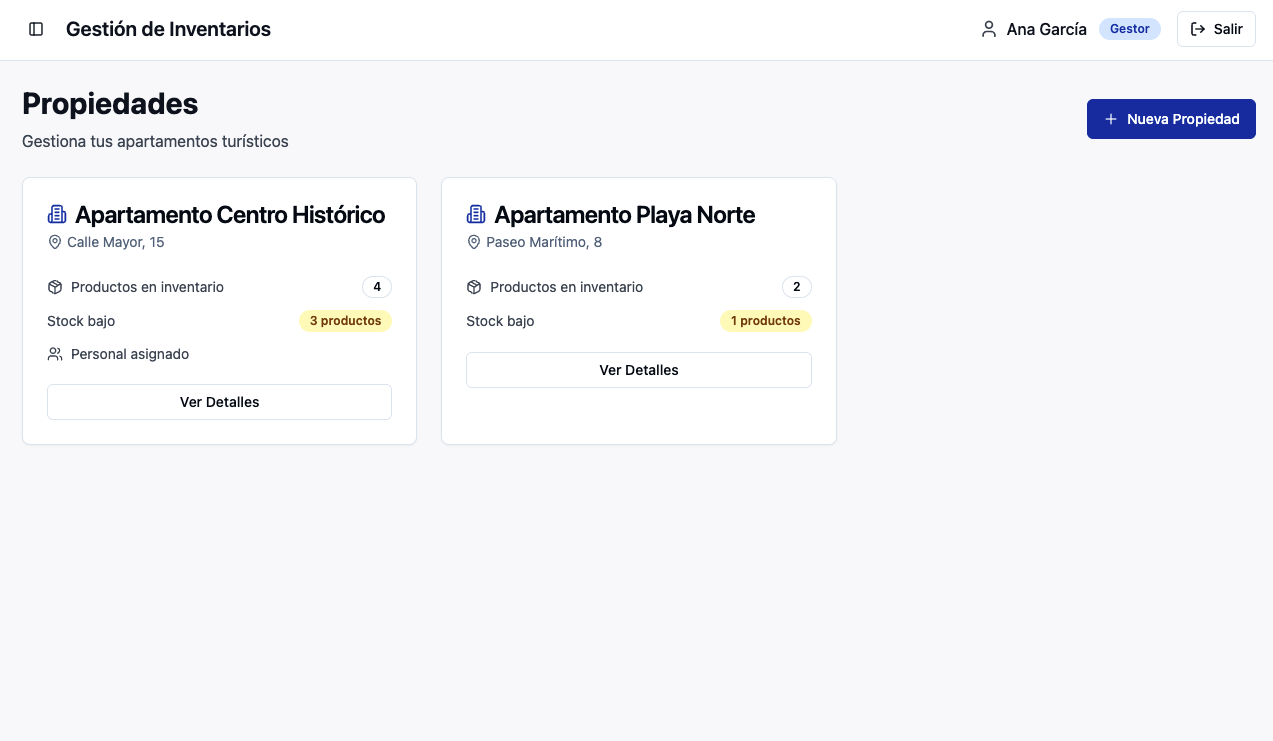 Gestión de Inventarios
Ana García
Gestor
Salir
Propiedades
Gestiona tus apartamentos turísticos
Nueva Propiedad
Apartamento Centro Histórico
Calle Mayor, 15
Productos en inventario 4
Stock bajo 3 productos
Personal asignado
Ver Detalles
Apartamento Playa Norte
Paseo Marítimo, 8
Productos en inventario 2
Stock bajo 1 productos
Ver Detalles